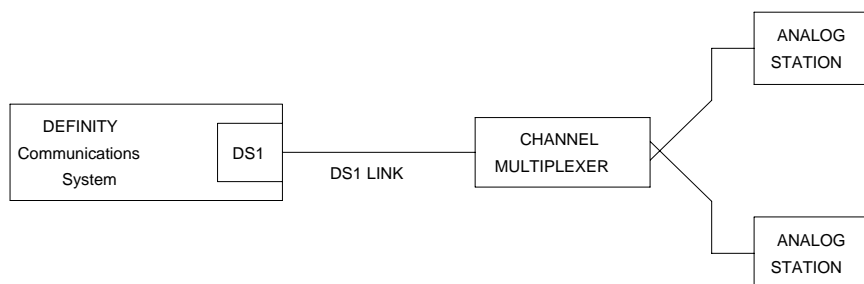 ANALOG
STATION
DEFINITY
Communications
System
DS1
DS1 LINK
CHANNEL
MULTIPLEXER
ANALOG
STATION